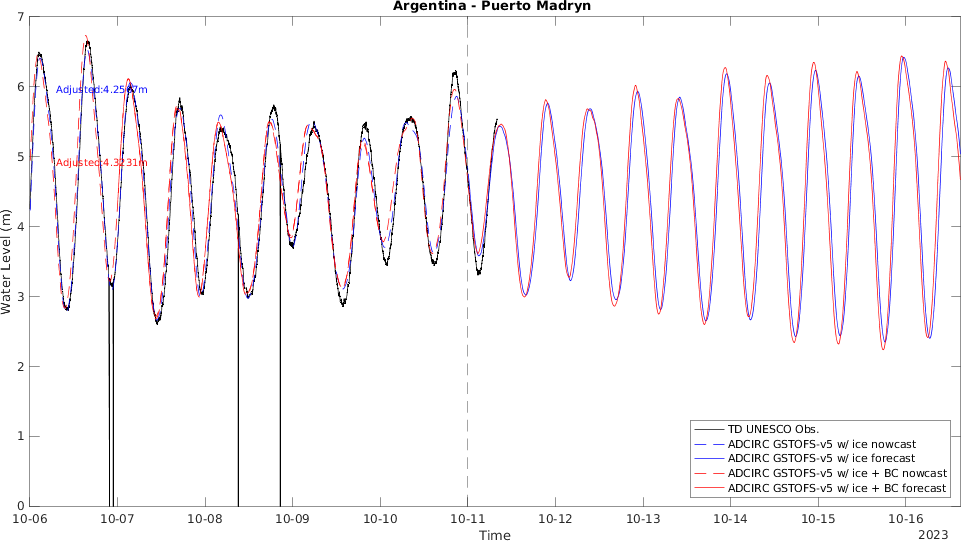 Argentina - Puerto Madryn
7
6
5
4
3
2
1
0
Water Level (m)
Adjusted:4.2567m
Adjusted:4.3231m
TD UNESCO Obs.
ADCIRC GSTOFS-v5 w/ ice nowcast
ADCIRC GSTOFS-v5 w/ ice forecast
ADCIRC GSTOFS-v5 w/ ice + BC nowcast
ADCIRC GSTOFS-v5 w/ ice + BC forecast
10-06 10-07 10-08 10-09 10-10 10-11 10-12 10-13 10-14 10-15 10-16
2023
Time